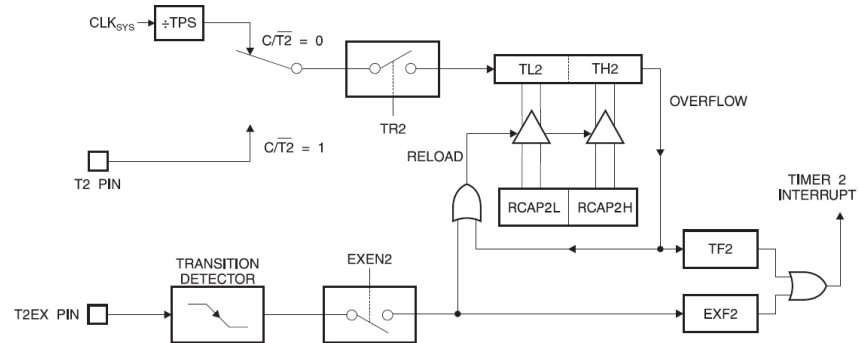 CLKSYS
÷TPS
C/T2 = 0
TL2
TH2
OVERFLOW
TR2
C/T2 = 1
RELOAD
T2 PIN
RCAP2L
RCAP2H
TIMER 2
INTERRUPT
TRANSITION
DETECTOR
EXEN2
TF2
T2EX PIN
EXF2